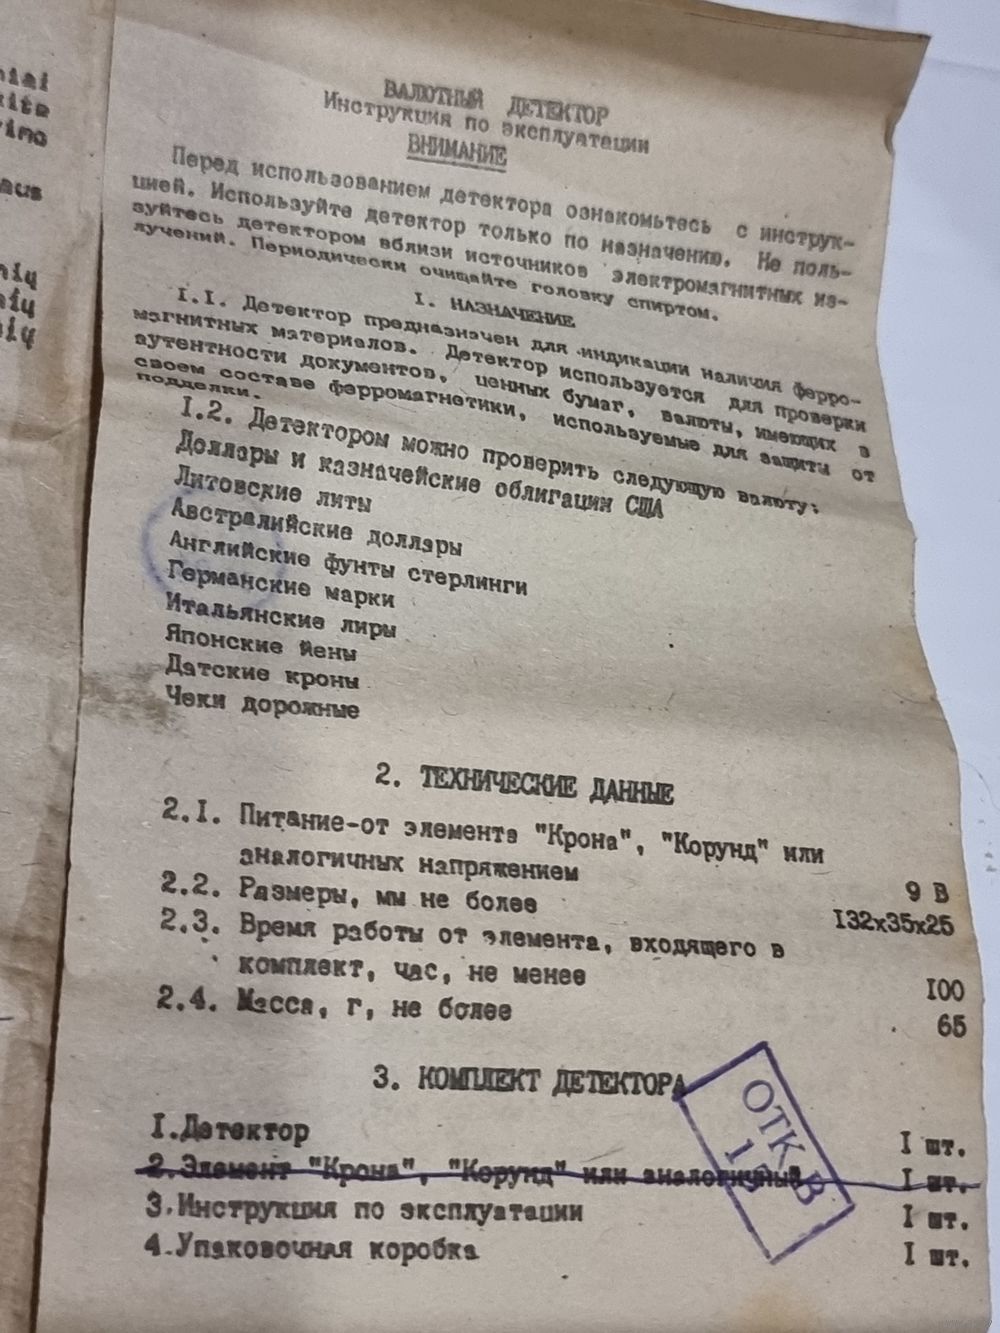 ВАЛЮТНЫЙ ДЕТЕКТОР
Инструкция по эксплуатации
ВНИМАНИЕ
Перед использованием детектора ознакомьтесь с инструк-
цией. Используйте детектор только по назначению. Не поль-
зуйтесь детектором вблизи источников электромагнитных из-
лучений. Периодически очищайте головку спиртом.
I. НАЗНАЧЕНИЕ
I.I. Детектор предназначен для индикации наличия ферро-
магнитных материалов. Детектор используется для проверки
аутентности документов, ценных бумаг, валюты, имеющих в
своем составе ферромагнетики, используемые для защиты от
подделки.
I.2. Детектором можно проверить следующую валюту:
Доллары и казначейские облигации США
Литовские литы
Австралийские доллары
Английские фунты стерлинги
Германские марки
Итальянские лиры
Японские йены
Датские кроны
Чеки дорожные
2. ТЕХНИЧЕСКИЕ ДАННЫЕ
2.I. Питание-от элемента "Крона", "Корунд" или
аналогичных напряжением 9 В
2.2. Размеры, мм не более I32х35х25
2.3. Время работы от элемента, входящего в
комплект, час, не менее I00
2.4. Масса, г, не более 65
3. КОМПЛЕКТ ДЕТЕКТОРА
I.Детектор I шт.
2.Элемент "Крона", "Корунд" или аналогичный I шт.
3.Инструкция по эксплуатации I шт.
4.Упаковочная коробка I шт.
ОТК В